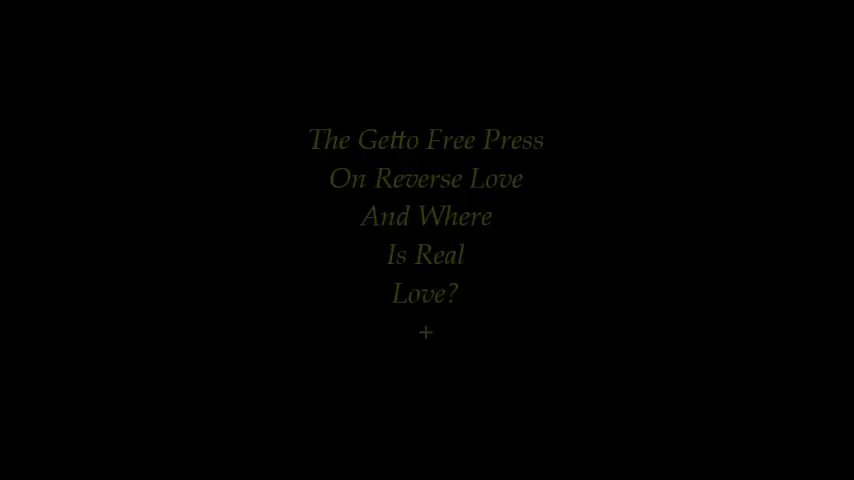 The Getto Free Press
On Reverse Love
And Where
Is Real
Love?
+